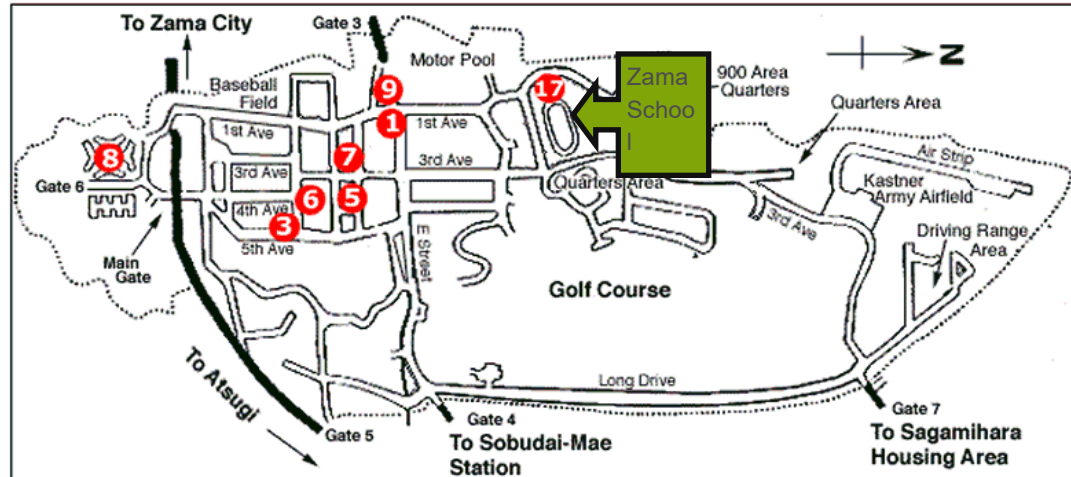 To Zama City
Gate 3
Motor Pool
Baseball
Field
9
1
1st Ave
1st Ave
17
Zama
Schoo
l
900 Area
Quarters
N
Quarters Area
Air Strip
Kastner
Army Airfield
8
Gate 6
3rd Ave
7
3rd Ave
Quarters Area
3rd Ave
Driving Range
Area
6
5
4th Ave
3
5th Ave
Main
Gate
E Street
Golf Course
To Atsugi
Long Drive
Gate 5
Gate 4
To Sobudai-Mae
Station
Gate 7
To Sagamihara
Housing Area